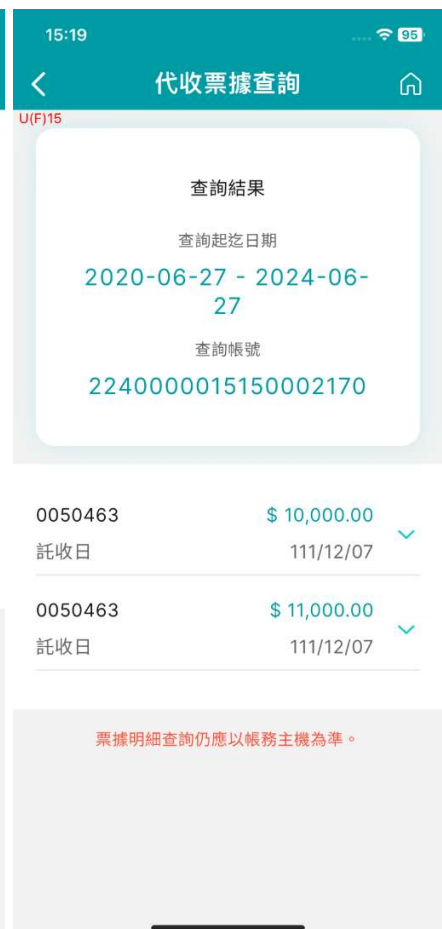 15:19
95
代收票據查詢
U(F)15
查詢結果
查詢起迄日期
2020-06-27 - 2024-06-
27
查詢帳號
2240000015150002170
0050463 $ 10,000.00
託收日 111/12/07
0050463 $ 11,000.00
託收日 111/12/07
票據明細查詢仍應以帳務主機為準。